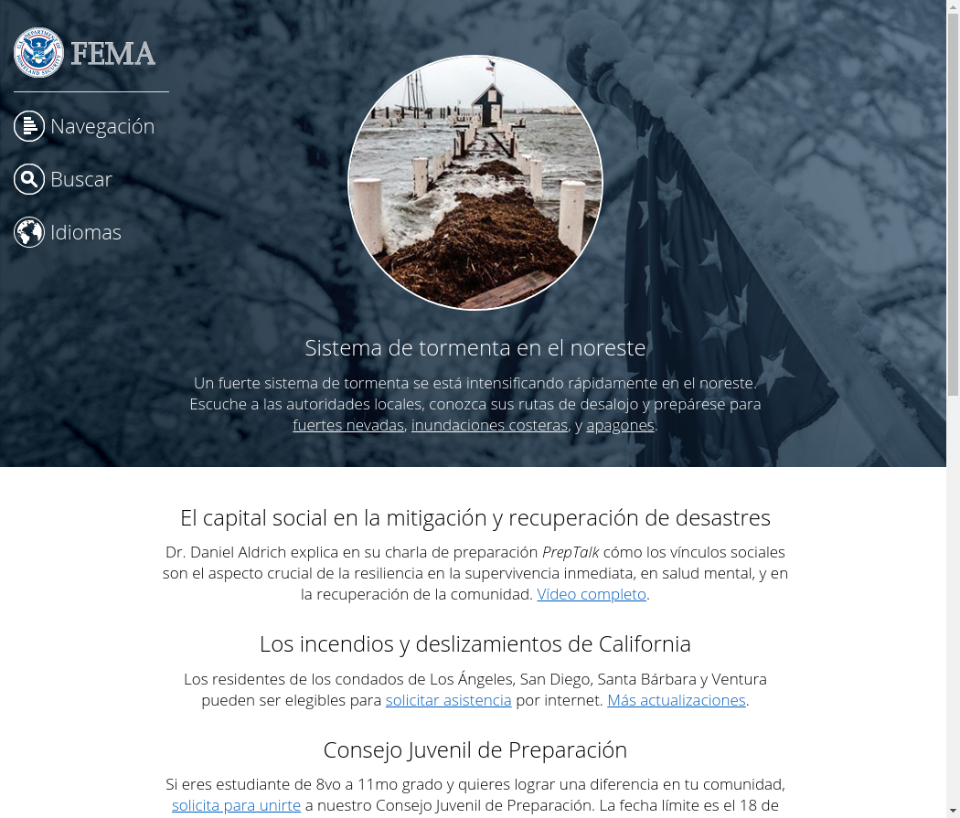 FEMA
Navegación
Buscar
Idiomas
Sistema de tormenta en el noreste
Un fuerte sistema de tormenta se está intensificando rápidamente en el noreste.
Escuche a las autoridades locales, conozca sus rutas de desalojo y prepárese para
fuertes nevadas, inundaciones costeras, y apagones.
El capital social en la mitigación y recuperación de desastres
Dr. Daniel Aldrich explica en su charla de preparación PrepTalk cómo los vínculos sociales
son el aspecto crucial de la resiliencia en la supervivencia inmediata, en salud mental, y en
la recuperación de la comunidad. Vídeo completo.
Los incendios y deslizamientos de California
Los residentes de los condados de Los Ángeles, San Diego, Santa Bárbara y Ventura
pueden ser elegibles para solicitar asistencia por internet. Más actualizaciones.
Consejo Juvenil de Preparación
Si eres estudiante de 8vo a 11mo grado y quieres lograr una diferencia en tu comunidad,
solicita para unirte a nuestro Consejo Juvenil de Preparación. La fecha límite es el 18 de